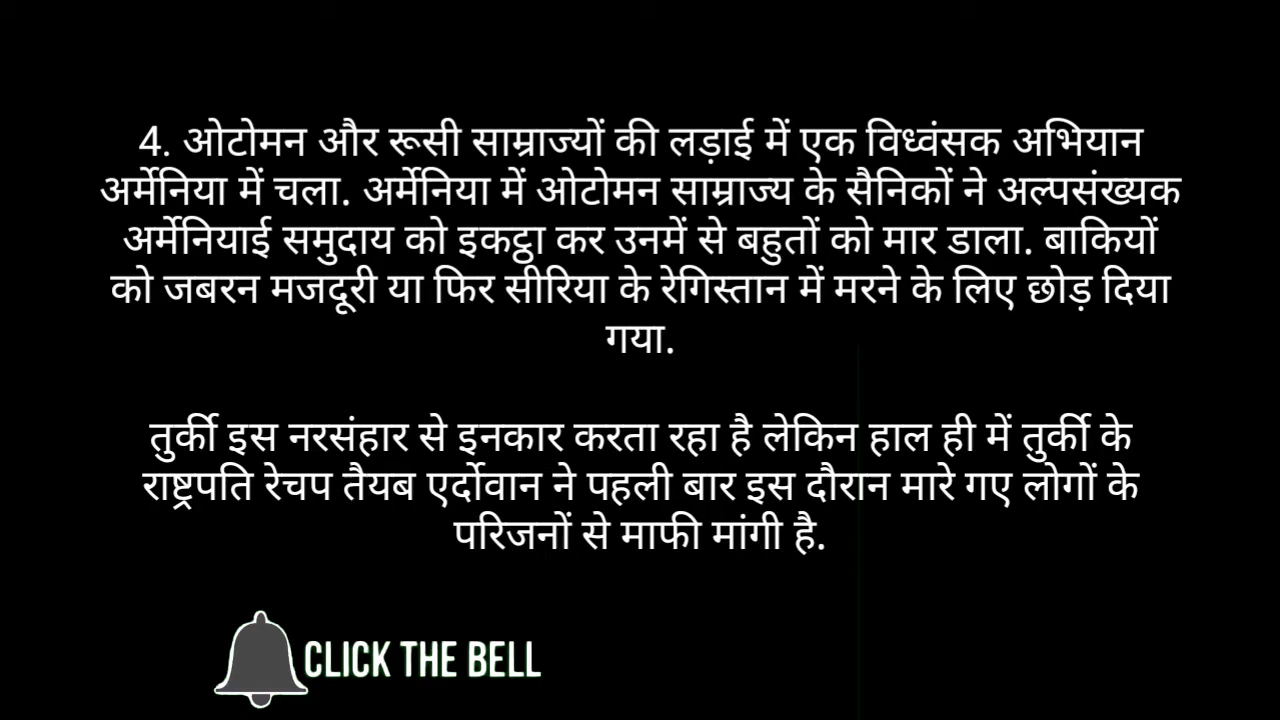 4. ओटोमन और रूसी साम्राज्यों की लड़ाई में एक विध्वंसक अभियान
अर्मेनिया में चला. अर्मेनिया में ओटोमन साम्राज्य के सैनिकों ने अल्पसंख्यक
अर्मेनियाई समुदाय को इकट्ठा कर उनमें से बहुतों को मार डाला. बाकियों
को जबरन मजदूरी या फिर सीरिया के रेगिस्तान में मरने के लिए छोड़ दिया
गया.
तुर्की इस नरसंहार से इनकार करता रहा है लेकिन हाल ही में तुर्की के
राष्ट्रपति रेचप तैयब एर्दोवान ने पहली बार इस दौरान मारे गए लोगों के
परिजनों से माफी मांगी है.
CLICK THE BELL